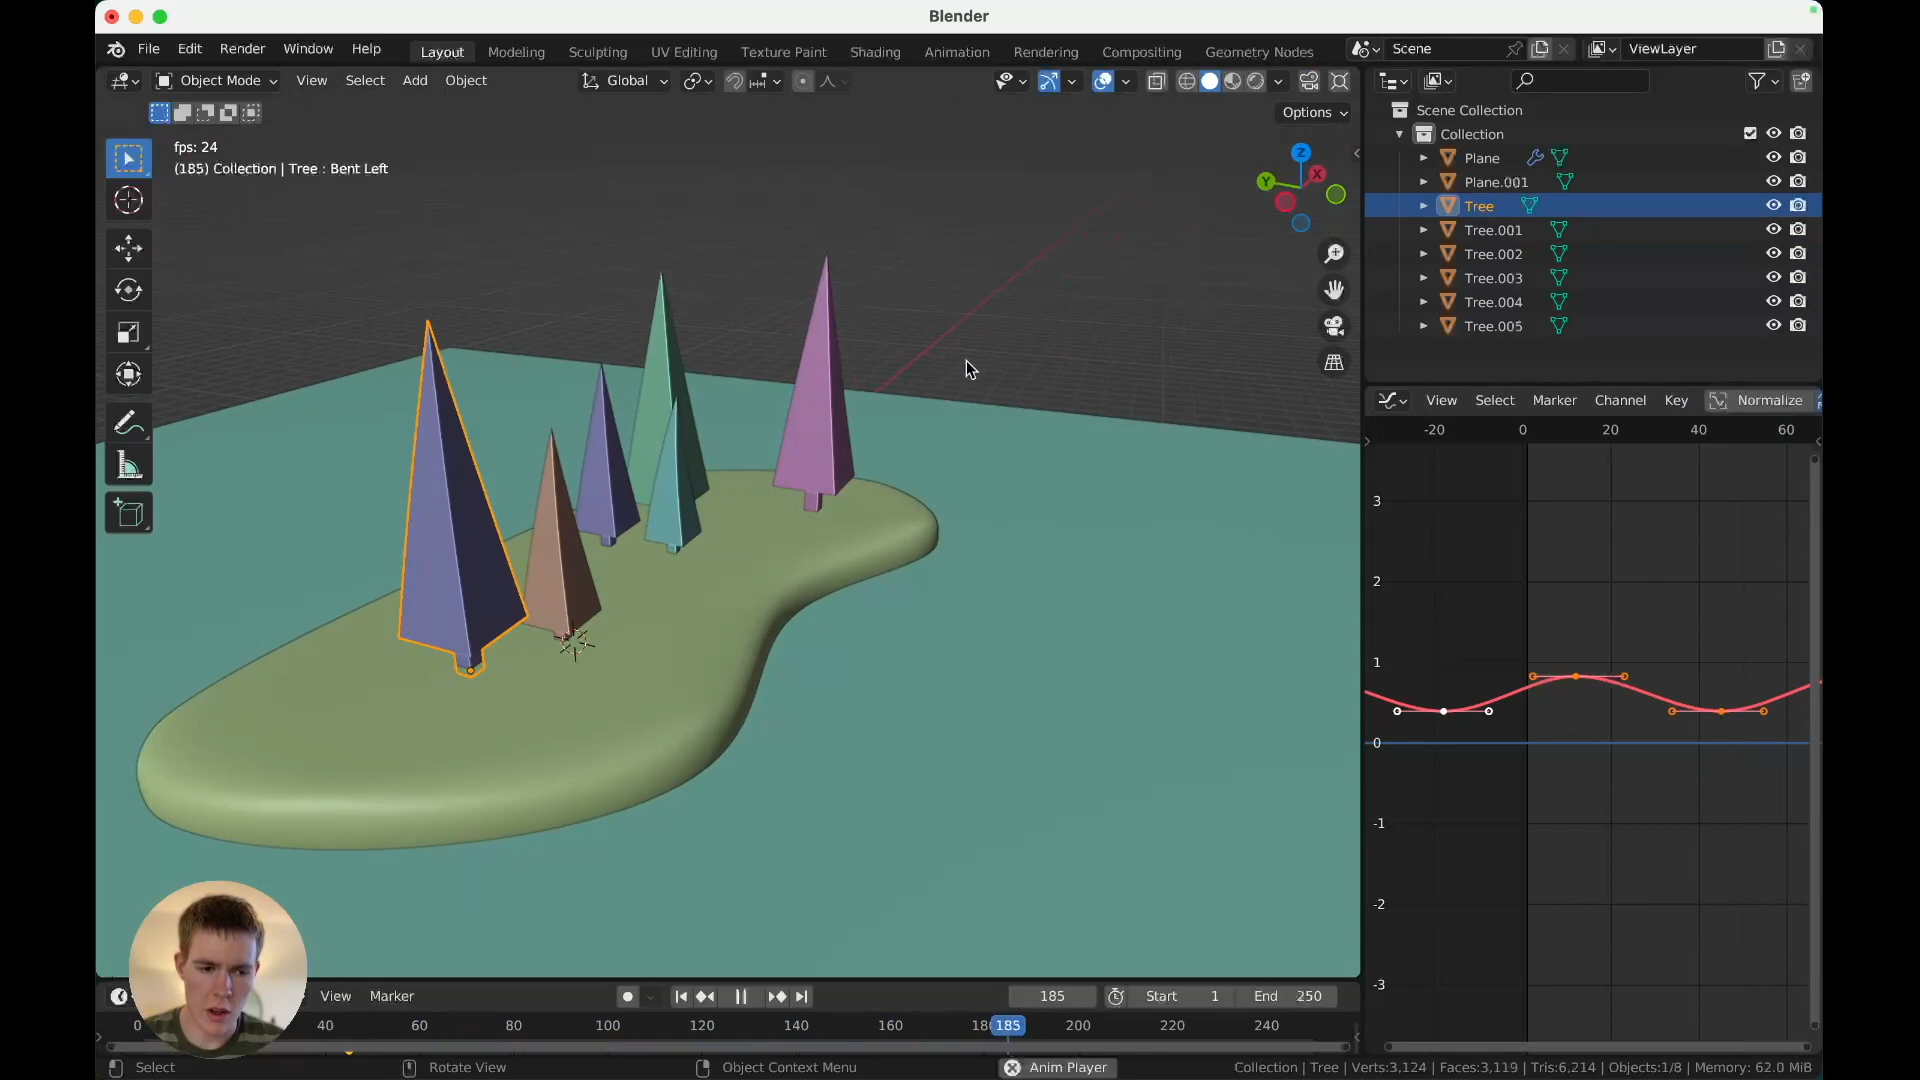 Blender
File Edit Render Window Help
Layout Modeling Sculpting UV Editing Texture Paint Shading Animation Rendering Compositing Geometry Nodes
Scene
ViewLayer
Object Mode View Select Add Object
Global
Options
fps: 24
(185) Collection | Tree : Bent Left
Z
X
Y
Scene Collection
Collection
Plane
Plane.001
Tree
Tree.001
Tree.002
Tree.003
Tree.004
Tree.005
View Select Marker Channel Key Normalize
-20 0 20 40 60
3
2
1
0
-1
-2
-3
View Marker
185
Start 1
End 250
0 40 60 80 100 120 140 160 185 200 220 240
Select
Rotate View
Object Context Menu
Anim Player
Collection | Tree | Verts:3,124 | Faces:3,119 | Tris:6,214 | Objects:1/8 | Memory: 62.0 MiB